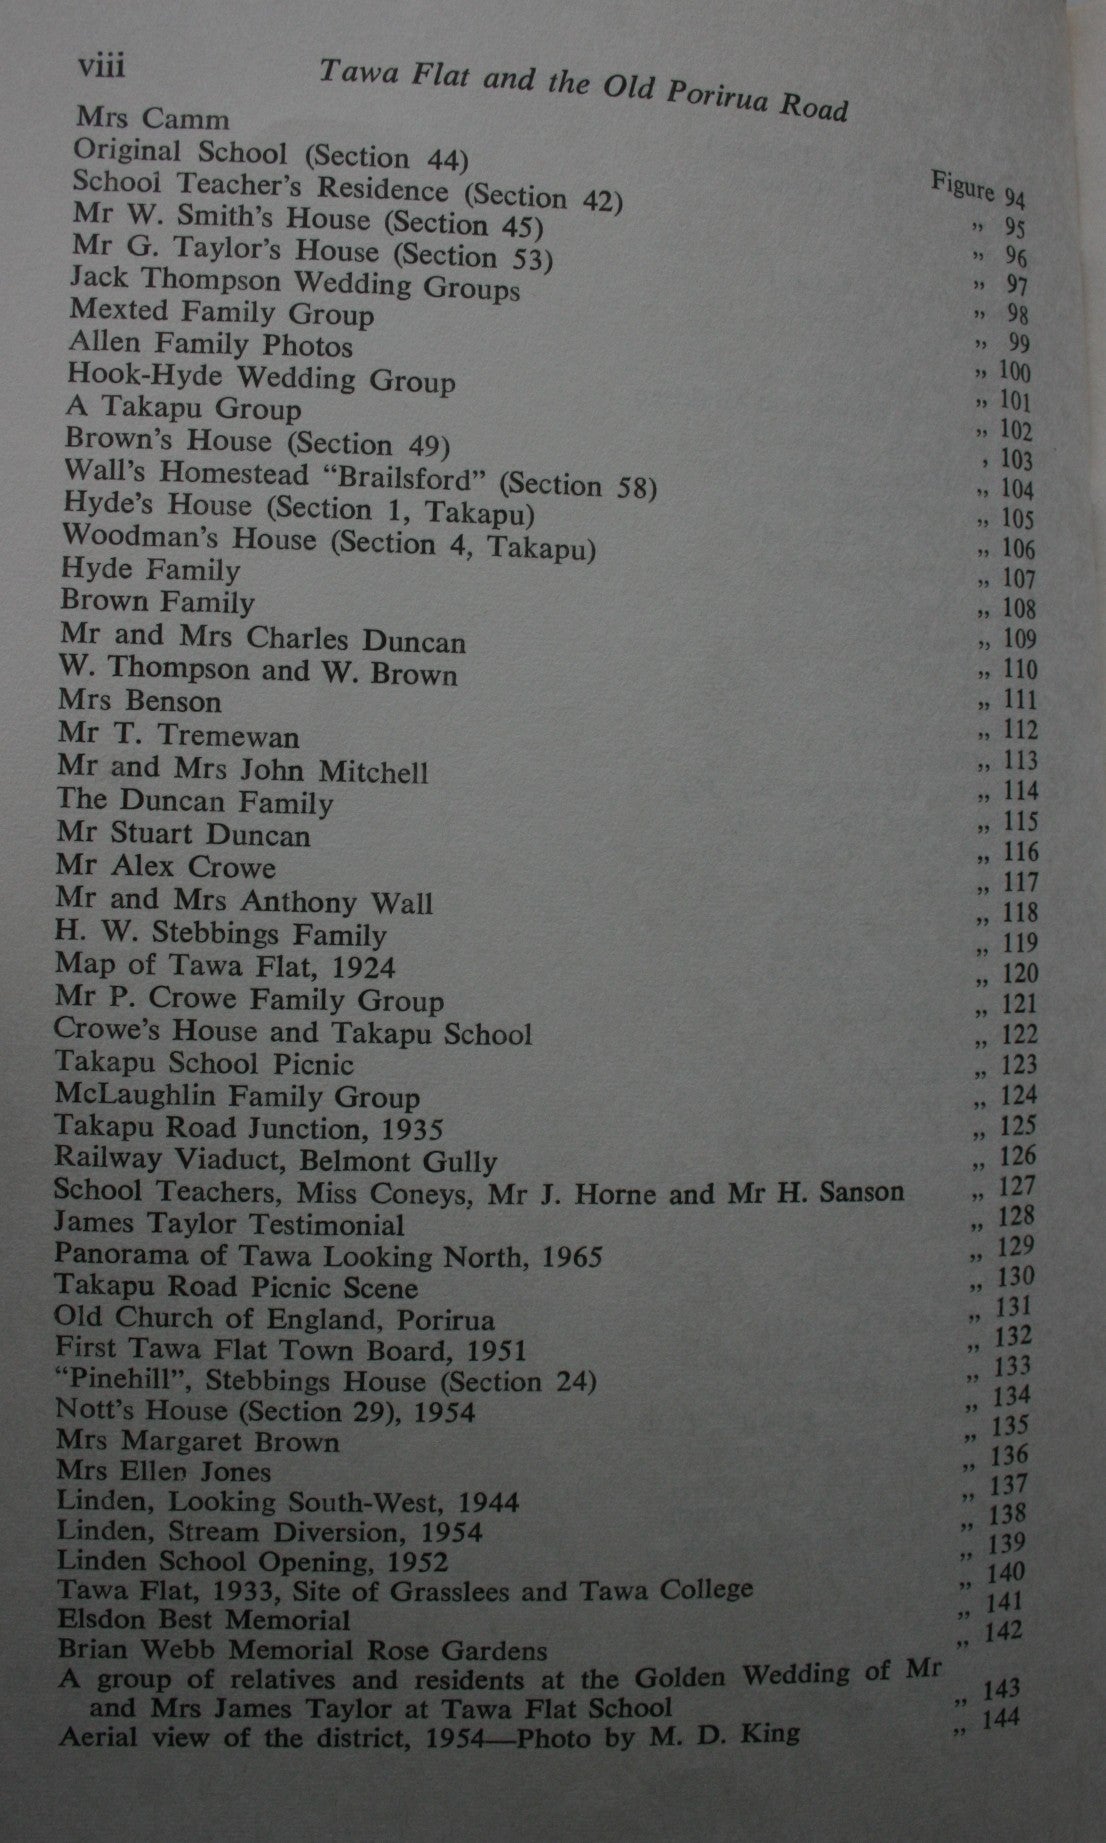 viii Tawa Flat and the Old Porirua Road
Mrs Camm Figure 94
Original School (Section 44) ,, 95
School Teacher's Residence (Section 42) ,, 96
Mr W. Smith's House (Section 45) ,, 97
Mr G. Taylor's House (Section 53) ,, 98
Jack Thompson Wedding Groups ,, 99
Mexted Family Group ,, 100
Allen Family Photos ,, 101
Hook-Hyde Wedding Group ,, 102
A Takapu Group , 103
Brown's House (Section 49) ,, 104
Wall's Homestead “Brailsford” (Section 58) ,, 105
Hyde's House (Section 1, Takapu) ,, 106
Woodman's House (Section 4, Takapu) ,, 107
Hyde Family ,, 108
Brown Family ,, 109
Mr and Mrs Charles Duncan ,, 110
W. Thompson and W. Brown ,, 111
Mrs Benson ,, 112
Mr T. Tremewan ,, 113
Mr and Mrs John Mitchell ,, 114
The Duncan Family ,, 115
Mr Stuart Duncan ,, 116
Mr Alex Crowe ,, 117
Mr and Mrs Anthony Wall ,, 118
H. W. Stebbings Family ,, 119
Map of Tawa Flat, 1924 ,, 120
Mr P. Crowe Family Group ,, 121
Crowe's House and Takapu School ,, 122
Takapu School Picnic ,, 123
McLaughlin Family Group ,, 124
Takapu Road Junction, 1935 ,, 125
Railway Viaduct, Belmont Gully ,, 126
School Teachers, Miss Coneys, Mr J. Horne and Mr H. Sanson ,, 127
James Taylor Testimonial ,, 128
Panorama of Tawa Looking North, 1965 ,, 129
Takapu Road Picnic Scene ,, 130
Old Church of England, Porirua ,, 131
First Tawa Flat Town Board, 1951 ,, 132
“Pinehill”, Stebbings House (Section 24) ,, 133
Nott's House (Section 29), 1954 ,, 134
Mrs Margaret Brown ,, 135
Mrs Ellen Jones ,, 136
Linden, Looking South-West, 1944 ,, 137
Linden, Stream Diversion, 1954 ,, 138
Linden School Opening, 1952 ,, 139
Tawa Flat, 1933, Site of Grasslees and Tawa College ,, 140
Elsdon Best Memorial ,, 141
Brian Webb Memorial Rose Gardens ,, 142
A group of relatives and residents at the Golden Wedding of Mr
and Mrs James Taylor at Tawa Flat School ,, 143
Aerial view of the district, 1954—Photo by M. D. King ,, 144